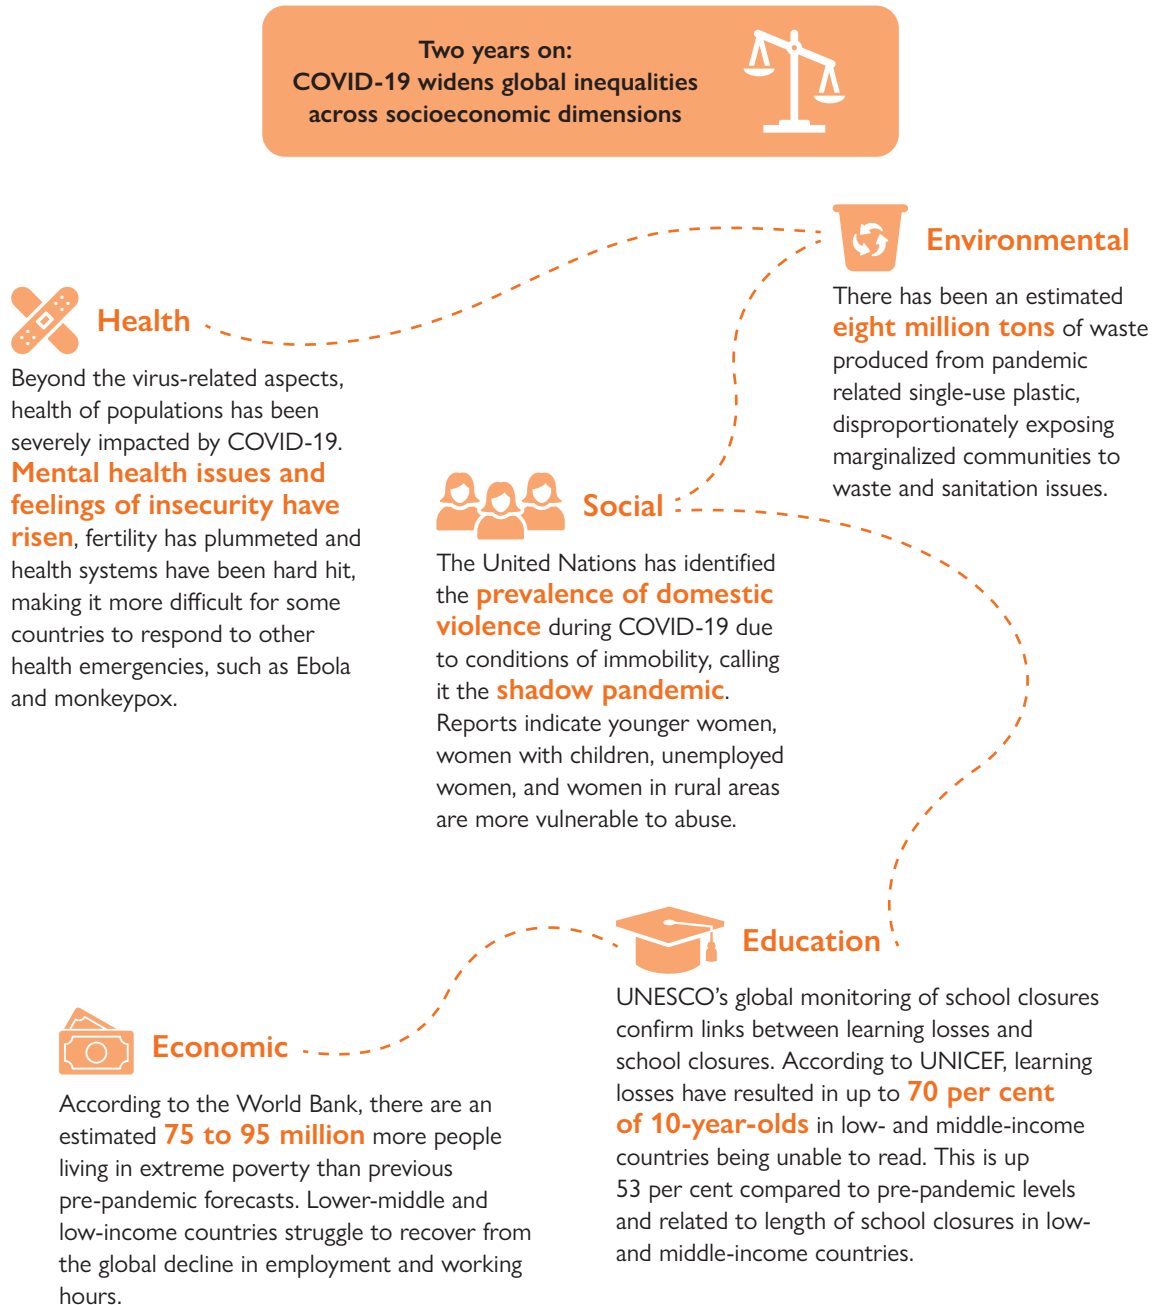 Two years on:
COVID-19 widens global inequalities
across socioeconomic dimensions
Health
Beyond the virus-related aspects,
health of populations has been
severely impacted by COVID-19.
Mental health issues and
feelings of insecurity have
risen, fertility has plummeted and
health systems have been hard hit,
making it more difficult for some
countries to respond to other
health emergencies, such as Ebola
and monkeypox.
Environmental
There has been an estimated
eight million tons of waste
produced from pandemic
related single-use plastic,
disproportionately exposing
marginalized communities to
waste and sanitation issues.
Social
The United Nations has identified
the prevalence of domestic
violence during COVID-19 due
to conditions of immobility, calling
it the shadow pandemic.
Reports indicate younger women,
women with children, unemployed
women, and women in rural areas
are more vulnerable to abuse.
Education
UNESCO's global monitoring of school closures
confirm links between learning losses and
school closures. According to UNICEF, learning
losses have resulted in up to 70 per cent
of 10-year-olds in low- and middle-income
countries being unable to read. This is up
53 per cent compared to pre-pandemic levels
and related to length of school closures in low-
and middle-income countries.
Economic
According to the World Bank, there are an
estimated 75 to 95 million more people
living in extreme poverty than previous
pre-pandemic forecasts. Lower-middle and
low-income countries struggle to recover from
the global decline in employment and working
hours.